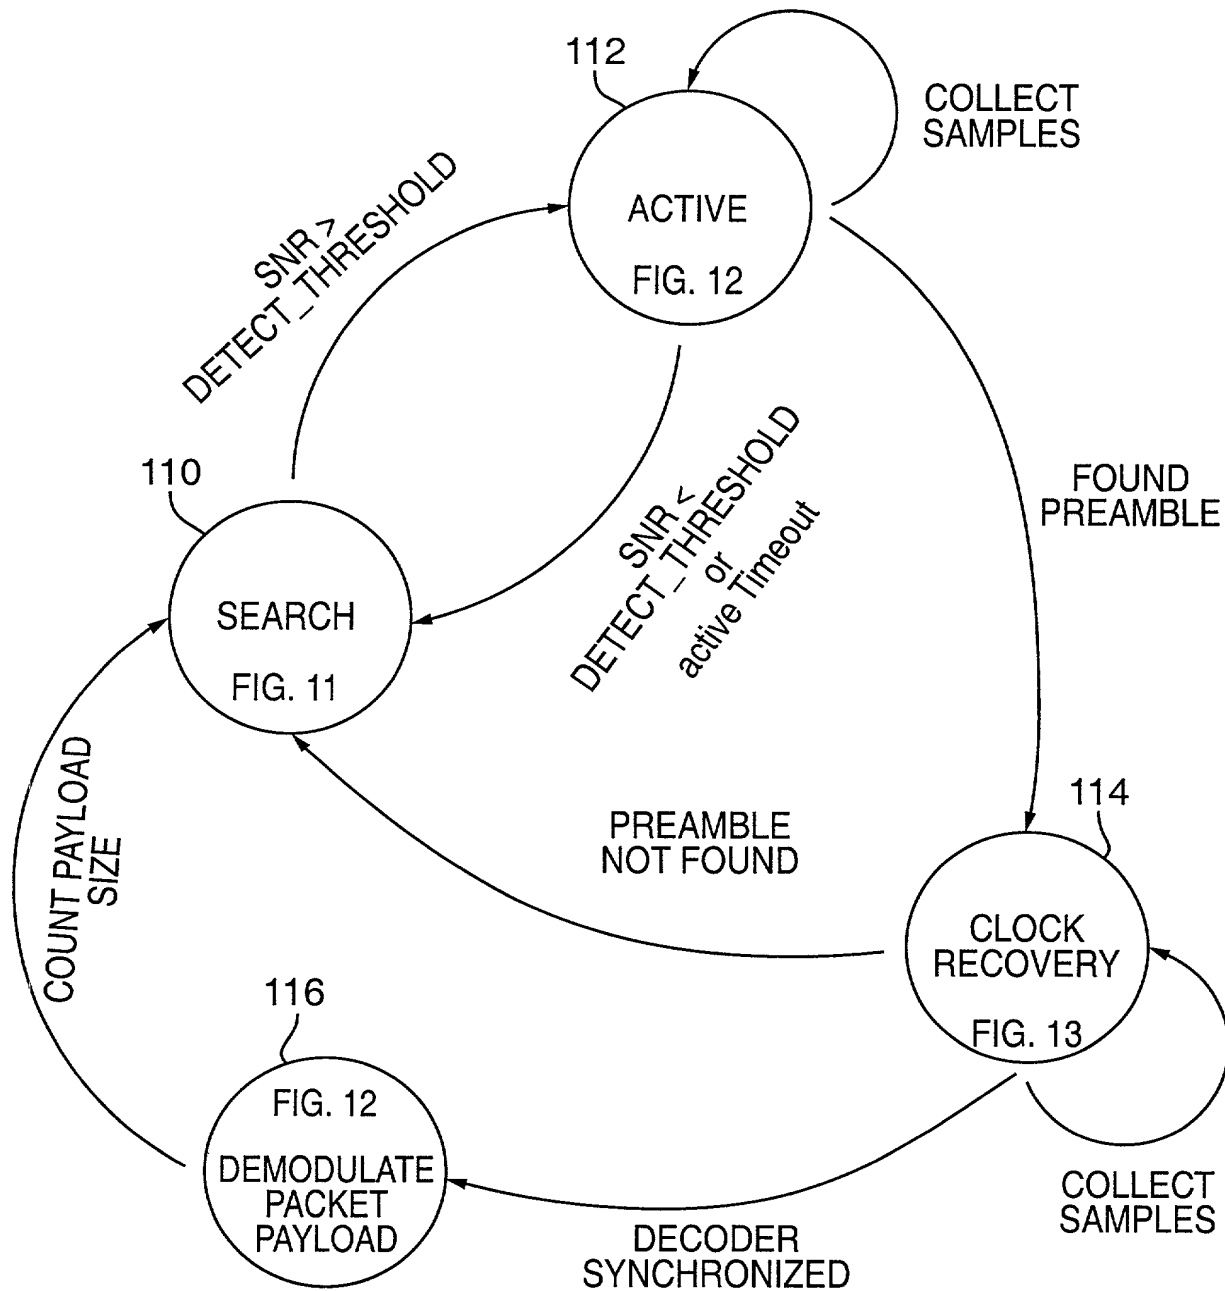 112
COLLECT
SAMPLES
ACTIVE
FIG. 12
SNR >
DETECT_THRESHOLD
110
SEARCH
FIG. 11
SNR <
DETECT_THRESHOLD
or
active Timeout
FOUND
PREAMBLE
114
PREAMBLE
NOT FOUND
CLOCK
RECOVERY
FIG. 13
COUNT PAYLOAD
SIZE
116
FIG. 12
DEMODULATE
PACKET
PAYLOAD
DECODER
SYNCHRONIZED
COLLECT
SAMPLES